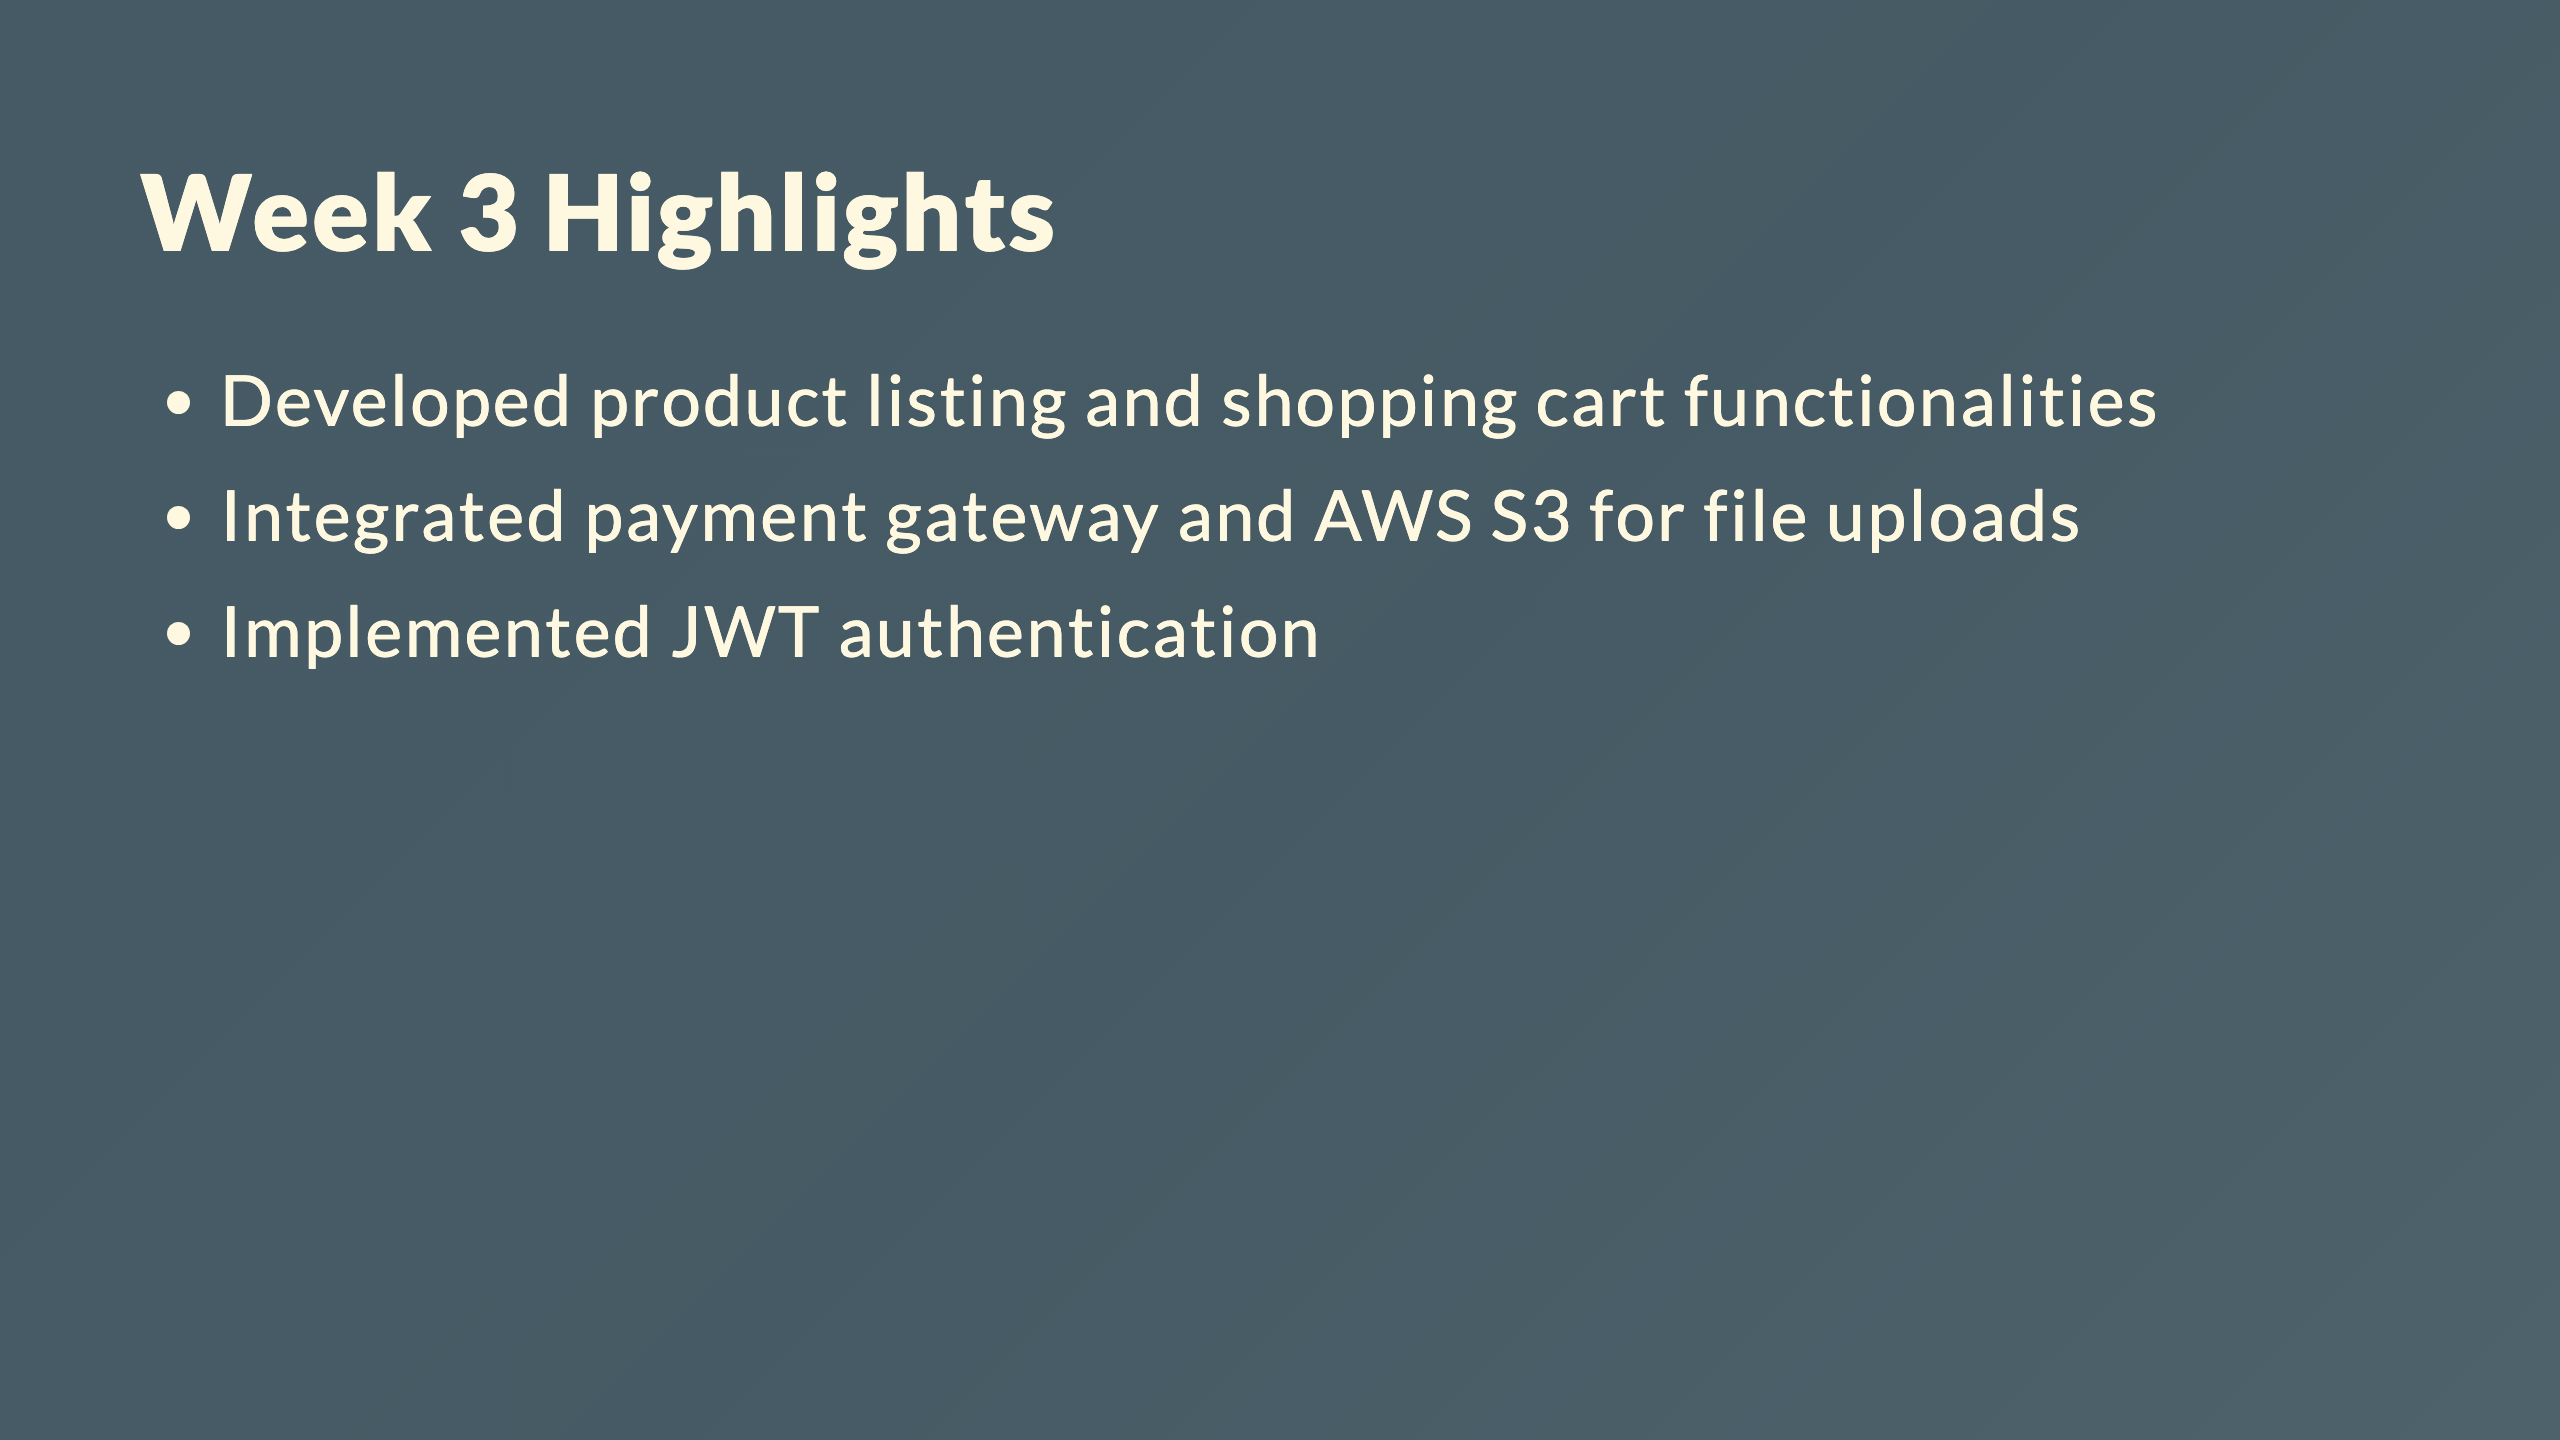 Week 3 Highlights
• Developed product listing and shopping cart functionalities
• Integrated payment gateway and AWS S3 for file uploads
• Implemented JWT authentication